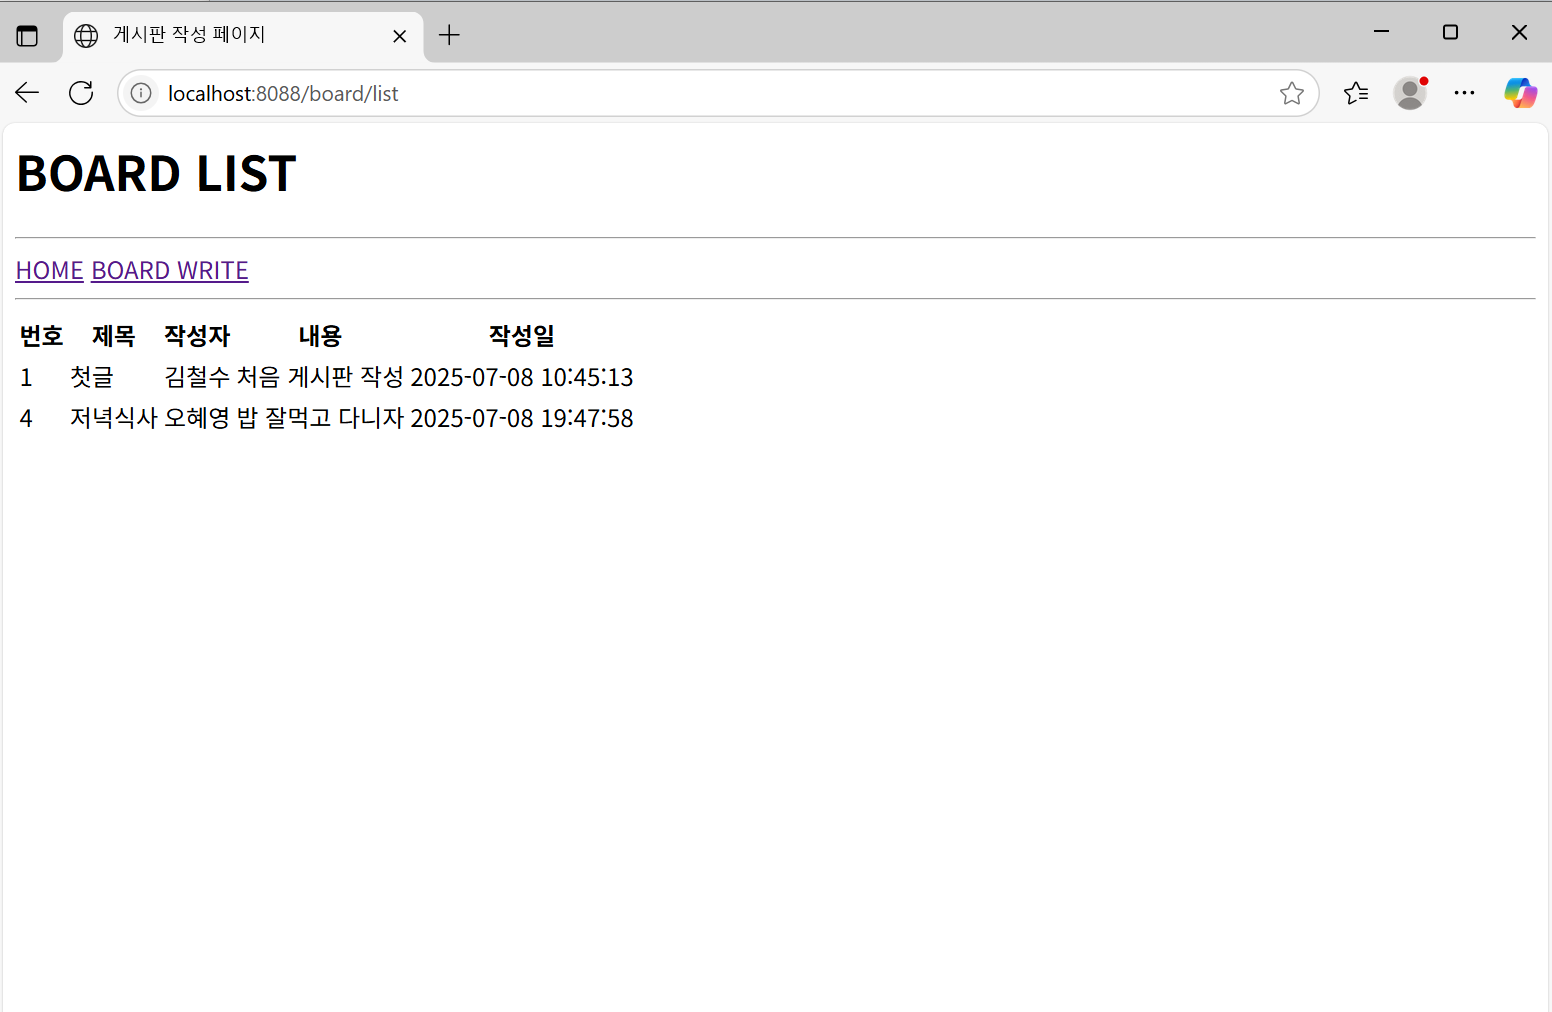 게시판 작성 페이지
localhost:8088/board/list
BOARD LIST
HOME BOARD WRITE
번호 제목 작성자 내용 작성일
1 첫글 김철수 처음 게시판 작성 2025-07-08 10:45:13
4 저녁식사 오혜영 밥 잘먹고 다니자 2025-07-08 19:47:58